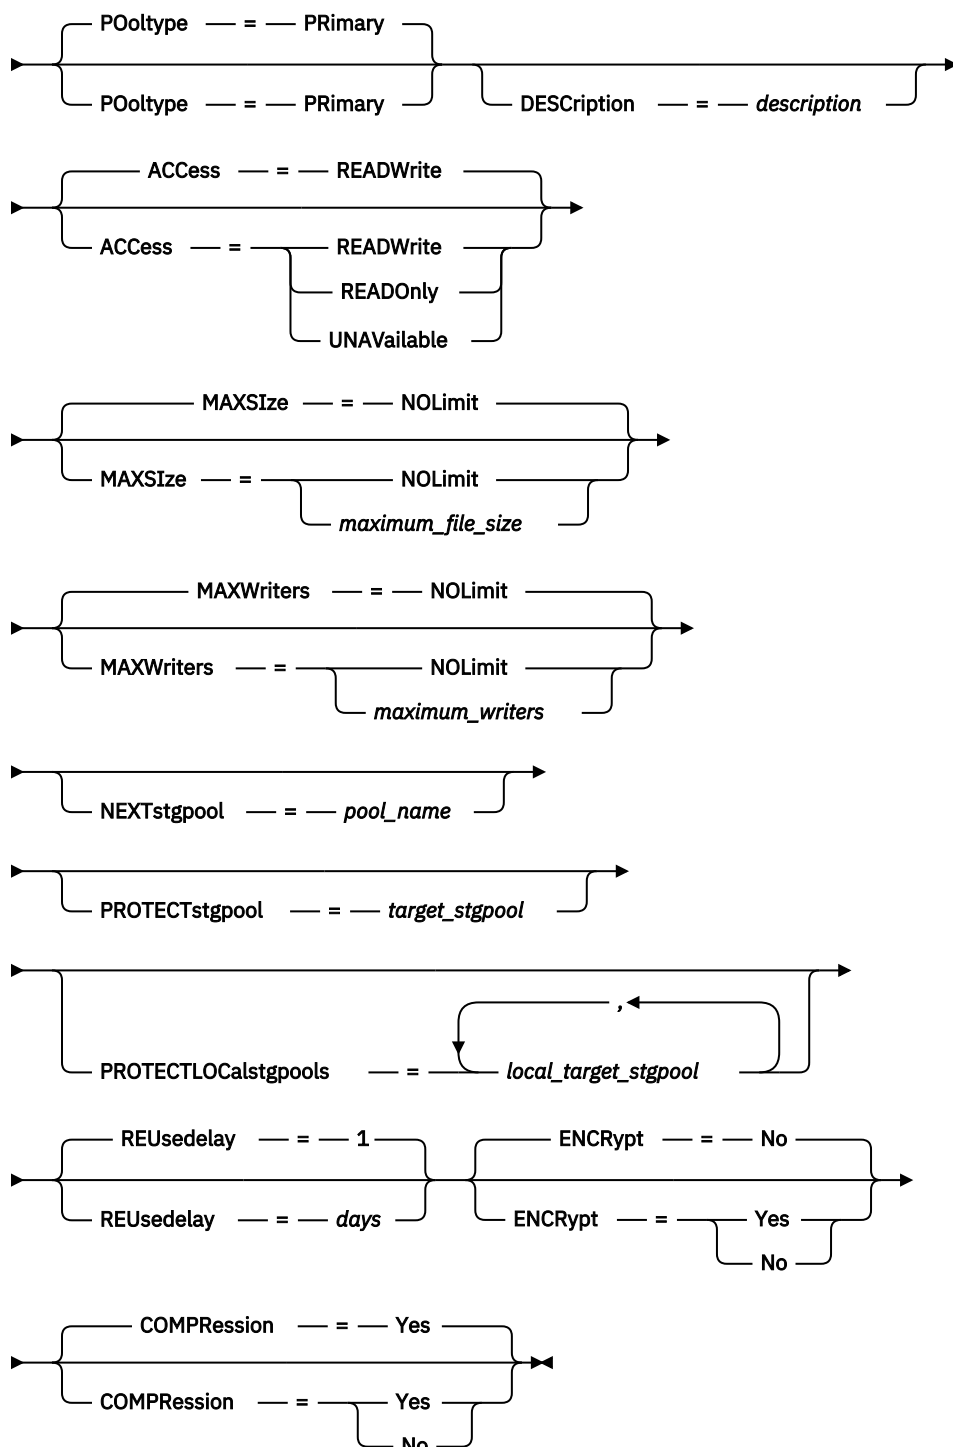 POoltype = PRimary
POoltype = PRimary
DESCription = description
ACCess = READWrite
ACCess = READWrite
READOnly
UNAVailable
MAXSIze = NOLimit
MAXSIze = NOLimit
maximum_file_size
MAXWriters = NOLimit
MAXWriters = NOLimit
maximum_writers
NEXTstgpool = pool_name
PROTECTstgpool = target_stgpool
,
PROTECTLOCalstgpools = local_target_stgpool
REUsedelay = 1
REUsedelay = days
ENCRypt = No
ENCRypt = Yes
No
COMPRession = Yes
COMPRession = Yes
No